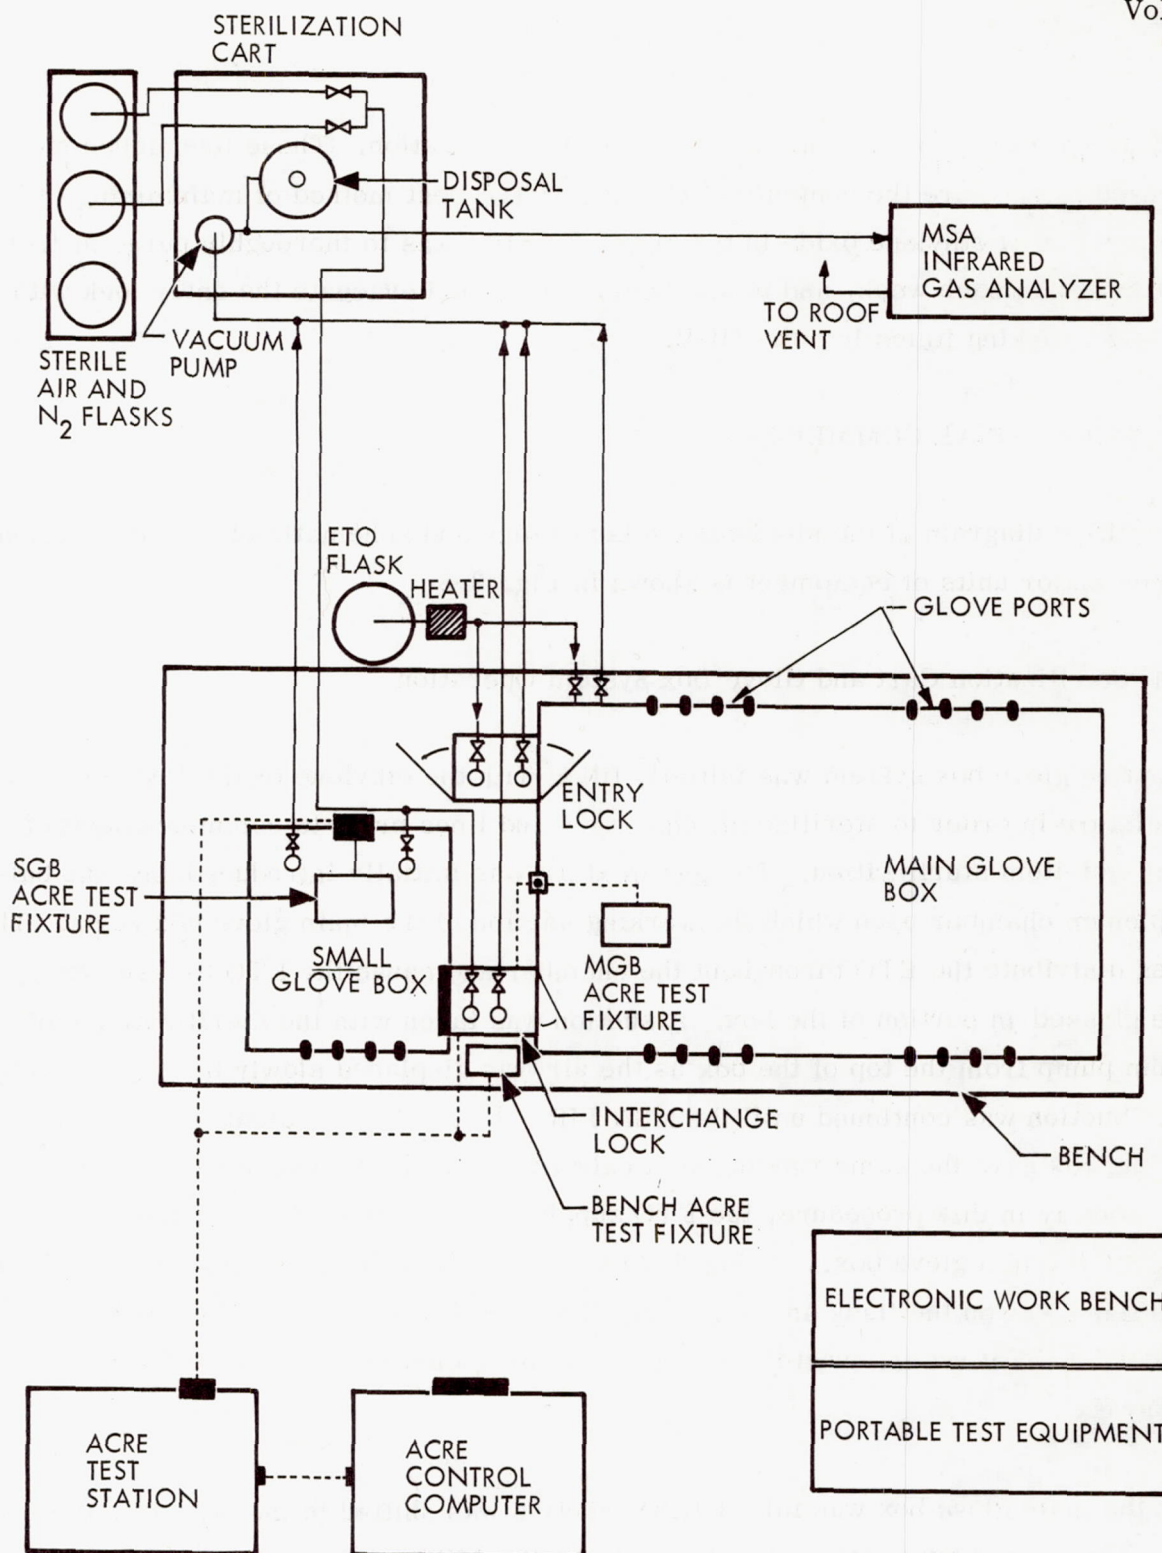 Vol
STERILIZATION
CART
DISPOSAL
TANK
MSA
INFRARED
GAS ANALYZER
TO ROOF
VENT
VACUUM
PUMP
STERILE
AIR AND
N2 FLASKS
ETO
FLASK
HEATER
GLOVE PORTS
ENTRY
LOCK
MAIN GLOVE
BOX
SGB
ACRE TEST
FIXTURE
SMALL
GLOVE BOX
MGB
ACRE TEST
FIXTURE
INTERCHANGE
LOCK
BENCH
BENCH ACRE
TEST FIXTURE
ELECTRONIC WORK BENCH
PORTABLE TEST EQUIPMENT
ACRE
TEST
STATION
ACRE
CONTROL
COMPUTER